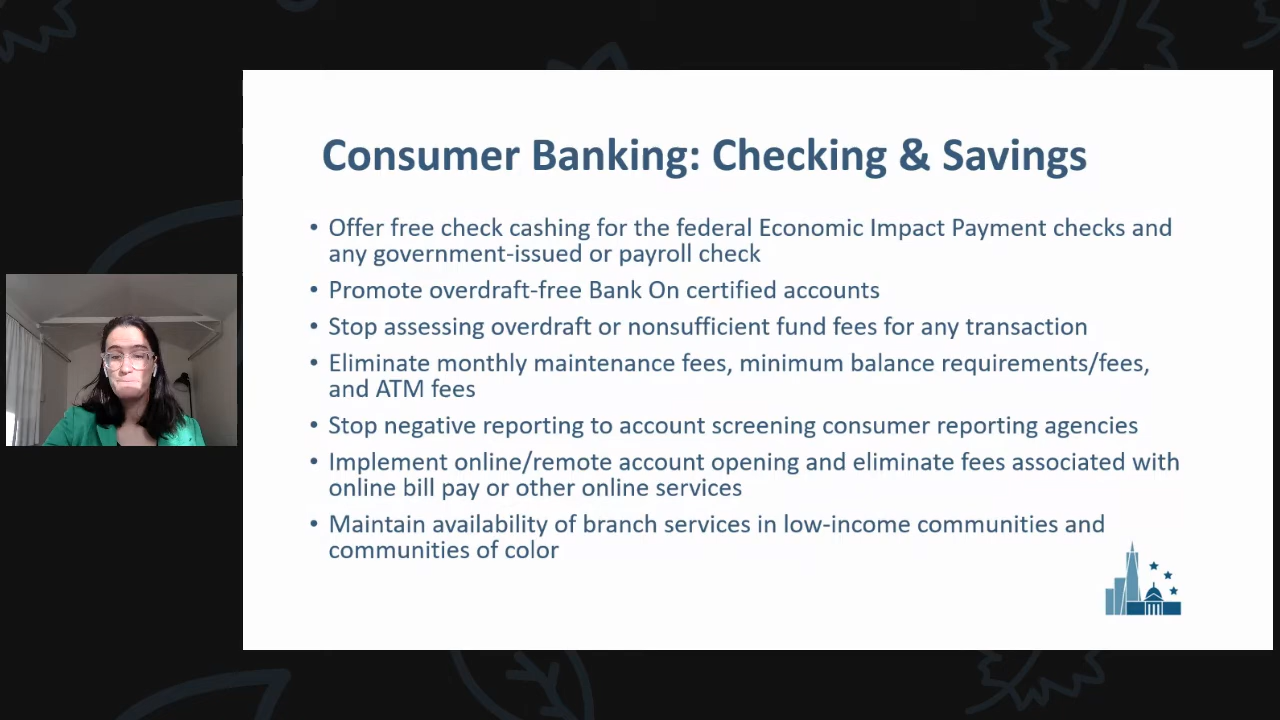 Consumer Banking: Checking & Savings
• Offer free check cashing for the federal Economic Impact Payment checks and
any government-issued or payroll check
• Promote overdraft-free Bank On certified accounts
• Stop assessing overdraft or nonsufficient fund fees for any transaction
• Eliminate monthly maintenance fees, minimum balance requirements/fees,
and ATM fees
• Stop negative reporting to account screening consumer reporting agencies
• Implement online/remote account opening and eliminate fees associated with
online bill pay or other online services
• Maintain availability of branch services in low-income communities and
communities of color